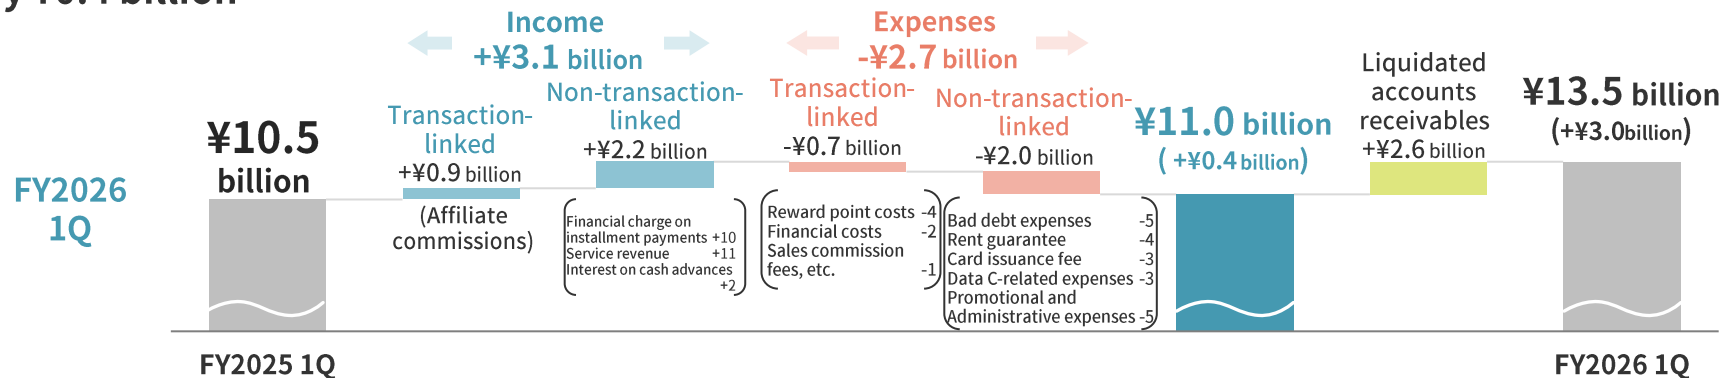 billion
Income
+¥3.1 billion
Expenses
-¥2.7 billion
FY2026
1Q
¥10.5
billion
Transaction-
linked
+¥0.9 billion
(Affiliate
commissions)
Non-transaction-
linked
+¥2.2 billion
Financial charge on
installment payments +10
Service revenue +11
Interest on cash advances
+2
Transaction-
linked
-¥0.7 billion
Reward point costs -4
Financial costs -2
Sales commission
fees, etc. -1
Non-transaction-
linked
-¥2.0 billion
Bad debt expenses -5
Rent guarantee -4
Card issuance fee -3
Data C-related expenses -3
Promotional and
Administrative expenses -5
¥11.0 billion
( +¥0.4 billion)
Liquidated
accounts
receivables
+¥2.6 billion
¥13.5 billion
(+¥3.0billion)
FY2025 1Q
FY2026 1Q